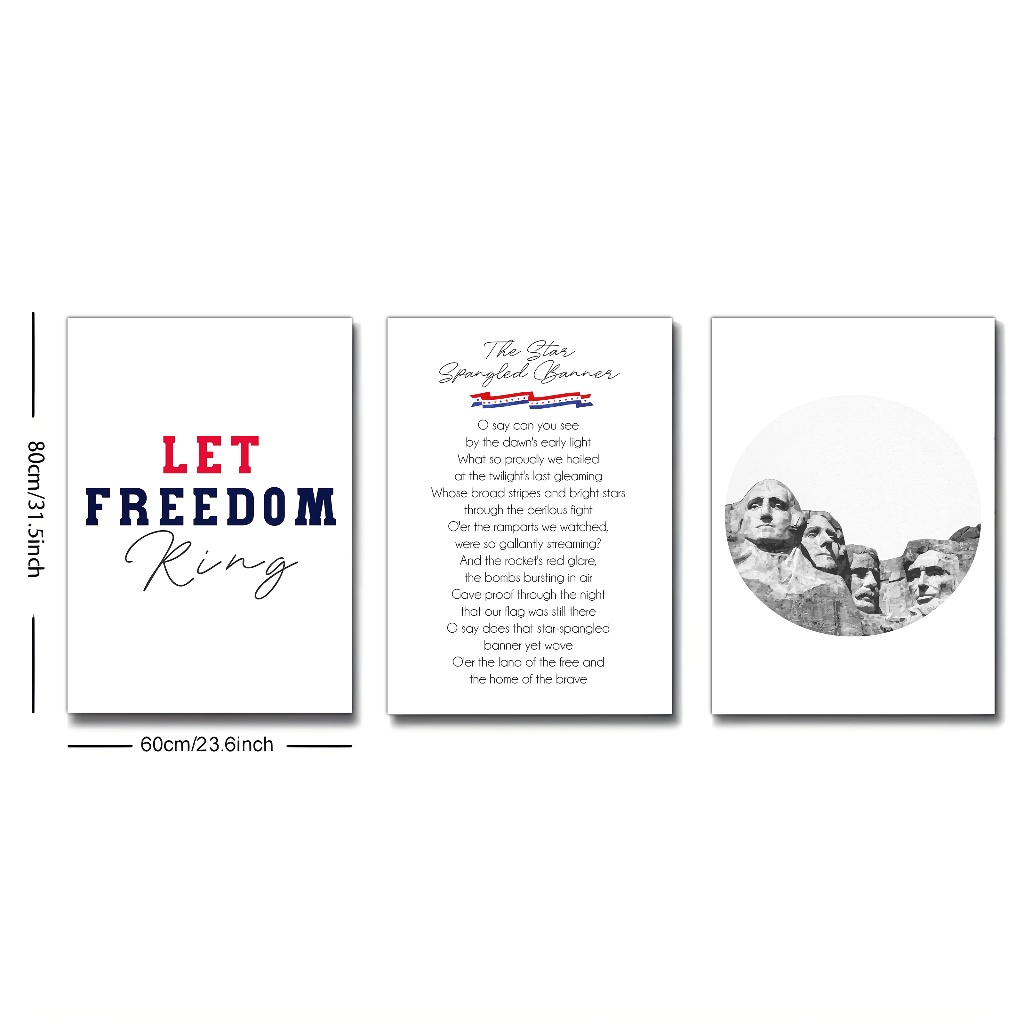 LET
FREEDOM
Ring
The Star
Spangled Banner
O say can you see
by the dawn's early light
What so proudly we hailed
at the twilight's last gleaming
Whose broad stripes and bright stars
through the perilous fight
O'er the ramparts we watched,
were so gallantly streaming?
And the rocket's red glare,
the bombs bursting in air
Gave proof through the night
that our flag was still there
O say does that star-spangled
banner yet wave
O'er the land of the free and
the home of the brave
80cm/31.5inch
60cm/23.6inch